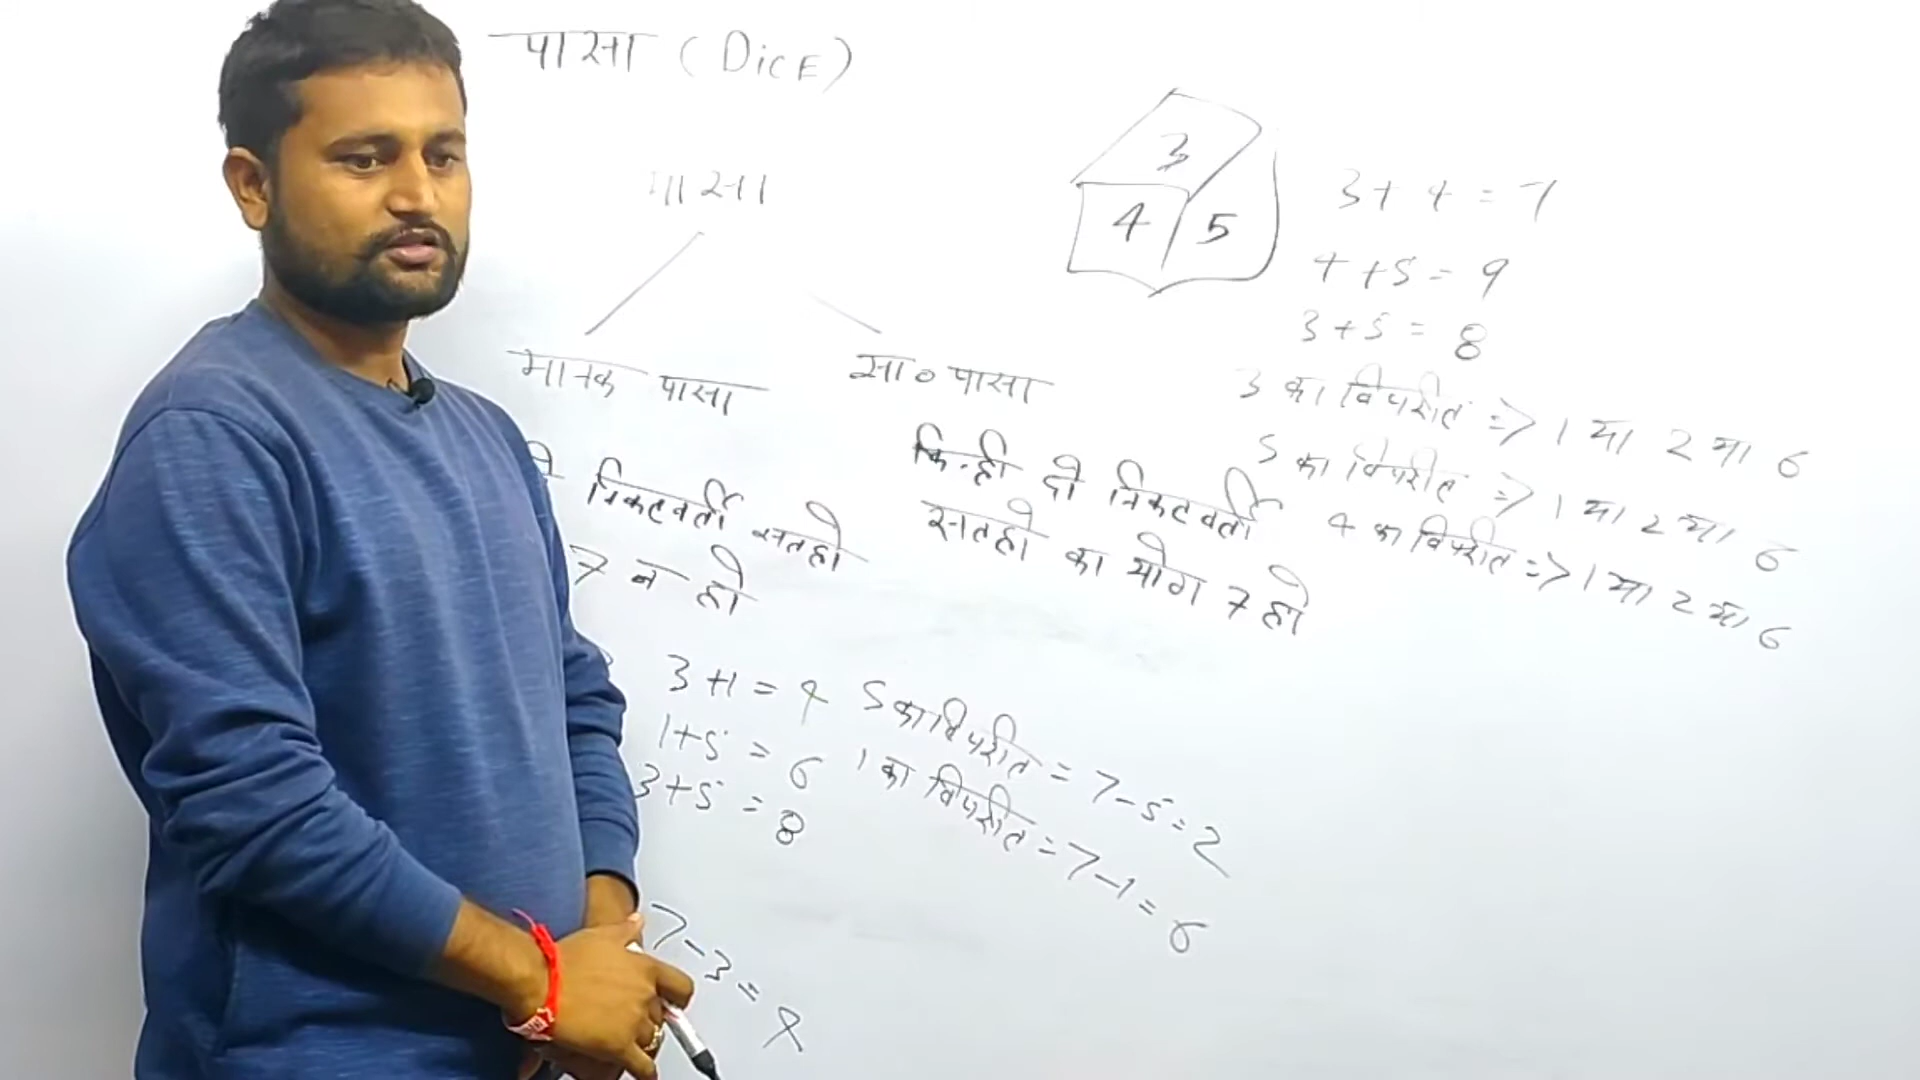 पासा (DicE)
पासा
मानक पासा
सा० पासा
निकटवर्ती सतहो
7 न हो
3+1 = 4
1+5 = 6
3+5 = 8
7-3 = 4
किन्ही दो निकटवर्ती
सतहो का योग 7 हो
5 का विपरीत = 7-5 = 2
1 का विपरीत = 7-1 = 6
3
4
5
3+4 = 7
4+5 = 9
3+5 = 8
3 का विपरीत => 1 या 2 या 6
5 का विपरीत => 1 या 2 या 6
4 का विपरीत => 1 या 2 या 6